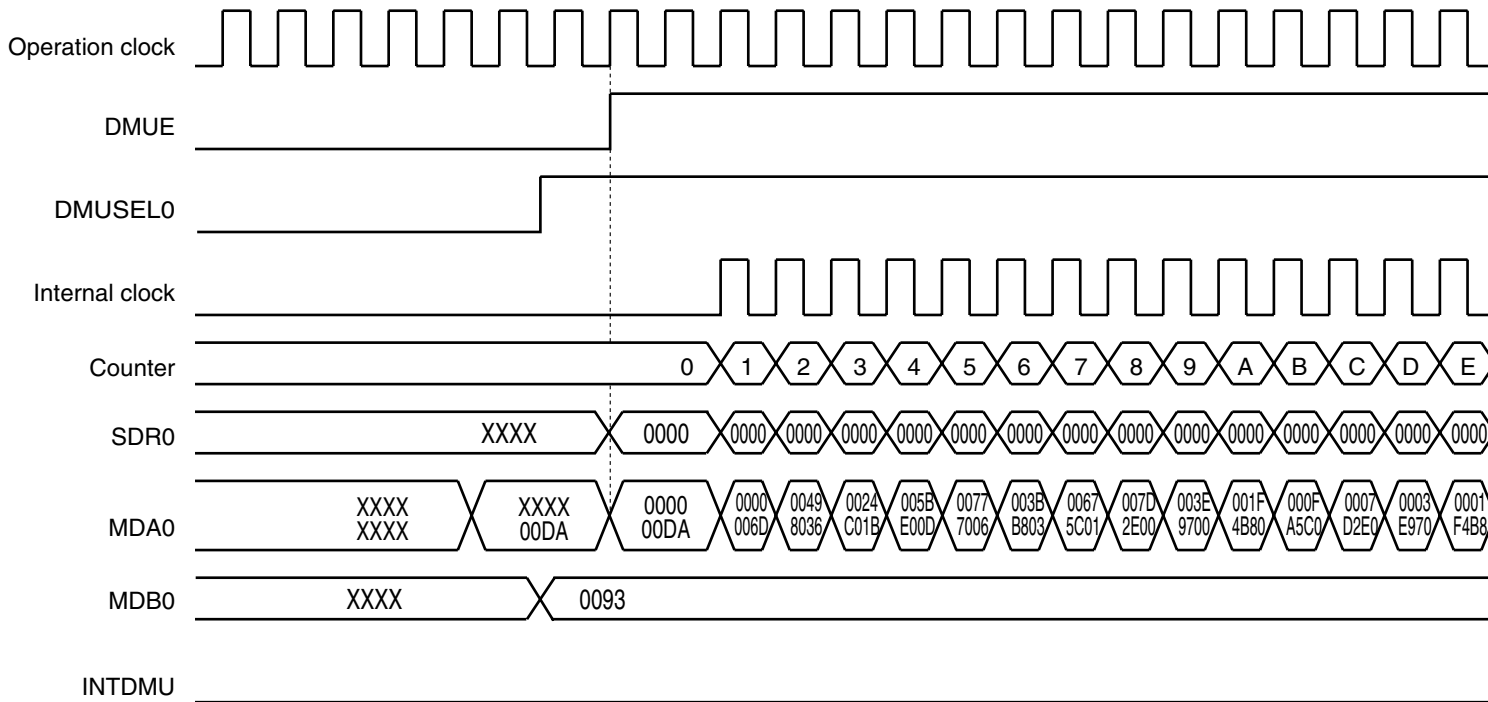 Operation clock
DMUE
DMUSEL0
Internal clock
Counter 0 1 2 3 4 5 6 7 8 9 A B C D E
SDR0 XXXX 0000 0000 0000 0000 0000 0000 0000 0000 0000 0000 0000 0000 0000 0000 0000
XXXX XXXX 0000 0000 0049 0024 005B 0077 003B 0067 007D 003E 001F 000F 0007 0003 0001
MDA0
XXXX 00DA 00DA 006D 8036 C01B E00D 7006 B803 5C01 2E00 9700 4B80 A5C0 D2E0 E970 F4B8
MDB0 XXXX 0093
INTDMU